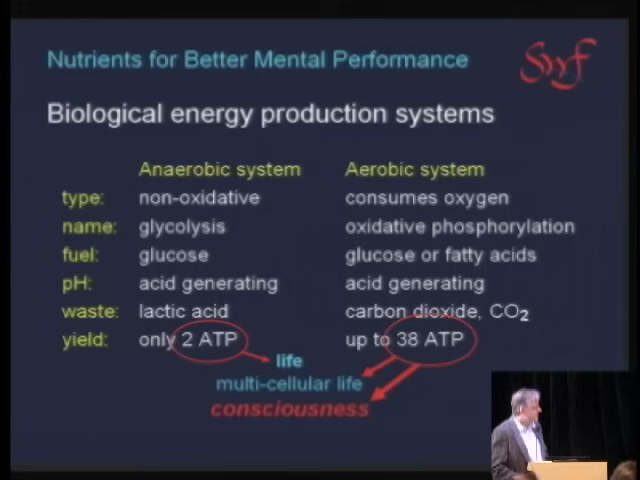 Nutrients for Better Mental Performance
Biological energy production systems
Anaerobic system Aerobic system
type: non-oxidative consumes oxygen
name: glycolysis oxidative phosphorylation
fuel: glucose glucose or fatty acids
pH: acid generating acid generating
waste: lactic acid carbon dioxide, CO2
yield: only 2 ATP up to 38 ATP
life
multi-cellular life
consciousness